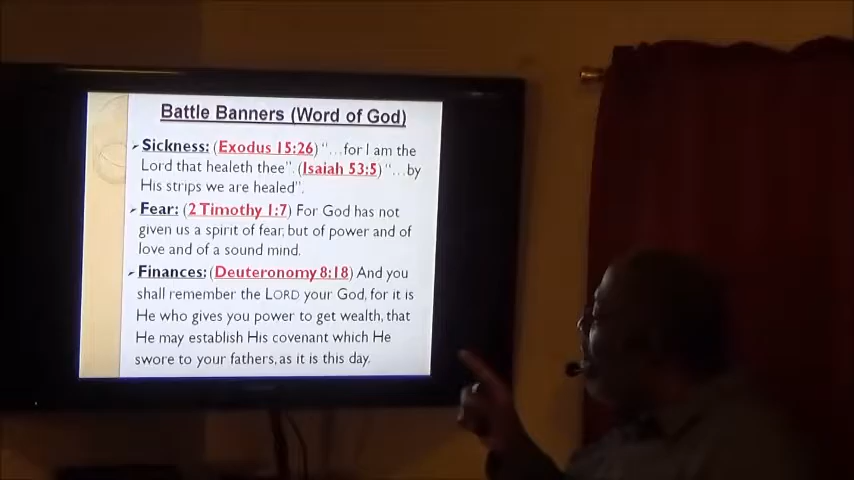 Battle Banners (Word of God)
Sickness: (Exodus 15:26) “…for I am the
Lord that healeth thee”. (Isaiah 53:5) “…by
His strips we are healed”.
Fear: (2 Timothy 1:7) For God has not
given us a spirit of fear, but of power and of
love and of a sound mind.
Finances: (Deuteronomy 8:18) And you
shall remember the LORD your God, for it is
He who gives you power to get wealth, that
He may establish His covenant which He
swore to your fathers, as it is this day.